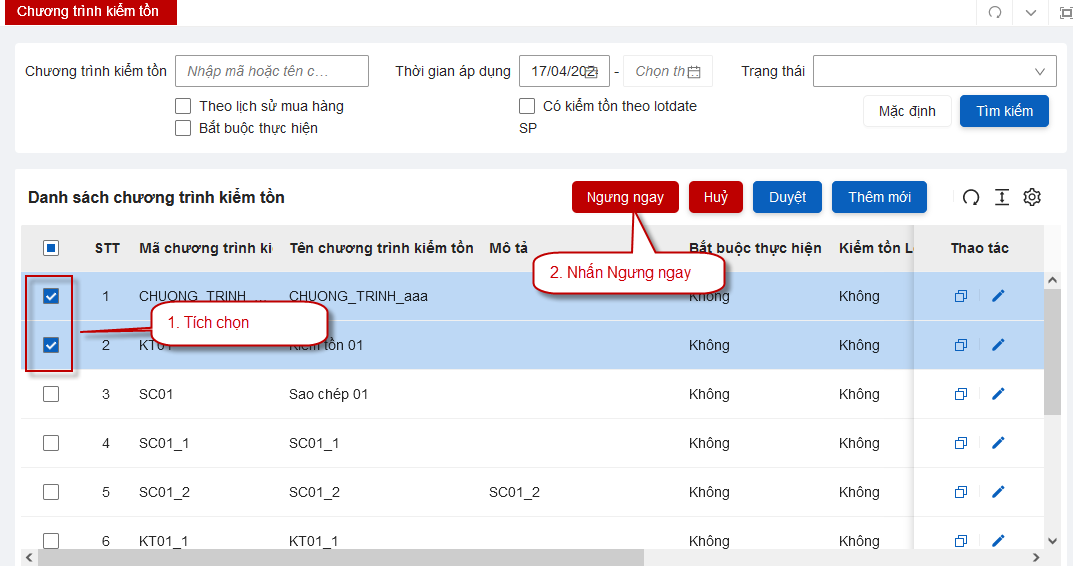 Chương trình kiểm tồn
Chương trình kiểm tồn
Nhập mã hoặc tên c…
Thời gian áp dụng
17/04/202
-
Chọn th
Trạng thái
Theo lịch sử mua hàng
Có kiểm tồn theo lotdate
Bắt buộc thực hiện
SP
Mặc định
Tìm kiếm
Danh sách chương trình kiểm tồn
Ngưng ngay
Huỷ
Duyệt
Thêm mới
STT
Mã chương trình ki
Tên chương trình kiểm tồn
Mô tả
Bắt buộc thực hiện
Kiểm tồn L
Thao tác
2. Nhấn Ngưng ngay
1
CHUONG_TRINH_...
CHUONG_TRINH_aaa
Không
Không
1. Tích chọn
2
KT01
Kiểm tồn 01
Không
Không
3
SC01
Sao chép 01
Không
Không
4
SC01_1
SC01_1
Không
Không
5
SC01_2
SC01_2
SC01_2
Không
Không
6
KT01_1
KT01_1
Không
Không